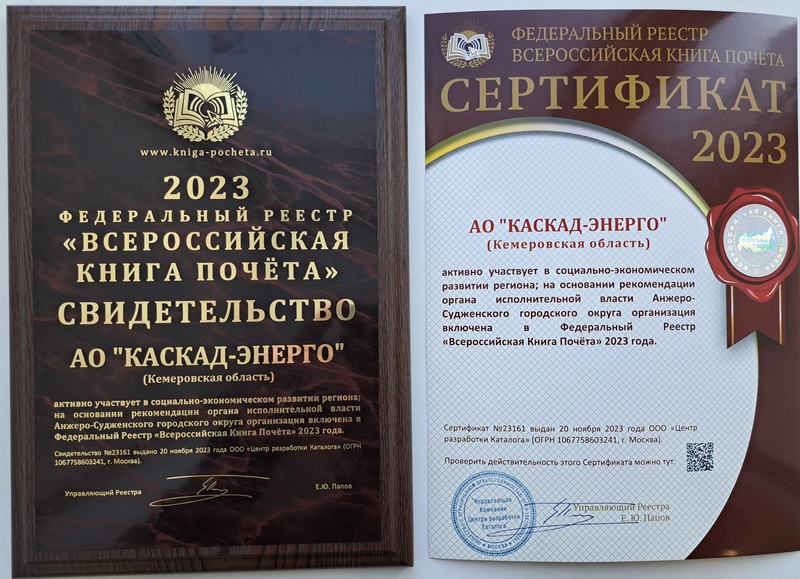 www.kniga-pocheta.ru
2023
ФЕДЕРАЛЬНЫЙ РЕЕСТР
«ВСЕРОССИЙСКАЯ
КНИГА ПОЧЁТА»
СВИДЕТЕЛЬСТВО
АО "КАСКАД-ЭНЕРГО"
(Кемеровская область)
активно участвует в социально-экономическом развитии региона;
на основании рекомендации органа исполнительной власти
Анжеро-Судженского городского округа организация включена в
Федеральный Реестр «Всероссийская Книга Почёта» 2023 года.
Свидетельство №23161 выдано 20 ноября 2023 года ООО «Центр разработки Каталога» (ОГРН
1067758603241, г. Москва).
Управляющий Реестра
Е.Ю. Папов
ФЕДЕРАЛЬНЫЙ РЕЕСТР
ВСЕРОССИЙСКАЯ КНИГА ПОЧЁТА
СЕРТИФИКАТ
2023
АО "КАСКАД-ЭНЕРГО"
(Кемеровская область)
активно участвует в социально-экономическом
развитии региона; на основании рекомендации
органа исполнительной власти Анжеро-
Судженского городского округа организация
включена в Федеральный Реестр
«Всероссийская Книга Почёта» 2023 года.
Сертификат №23161 выдан 20 ноября 2023 года ООО «Центр
разработки Каталога» (ОГРН 1067758603241, г. Москва).
Проверить действительность этого Сертификата можно тут:
Управляющая
Компания
Центра разработки
Каталога
Управляющий Реестра
Е. Ю. Папов